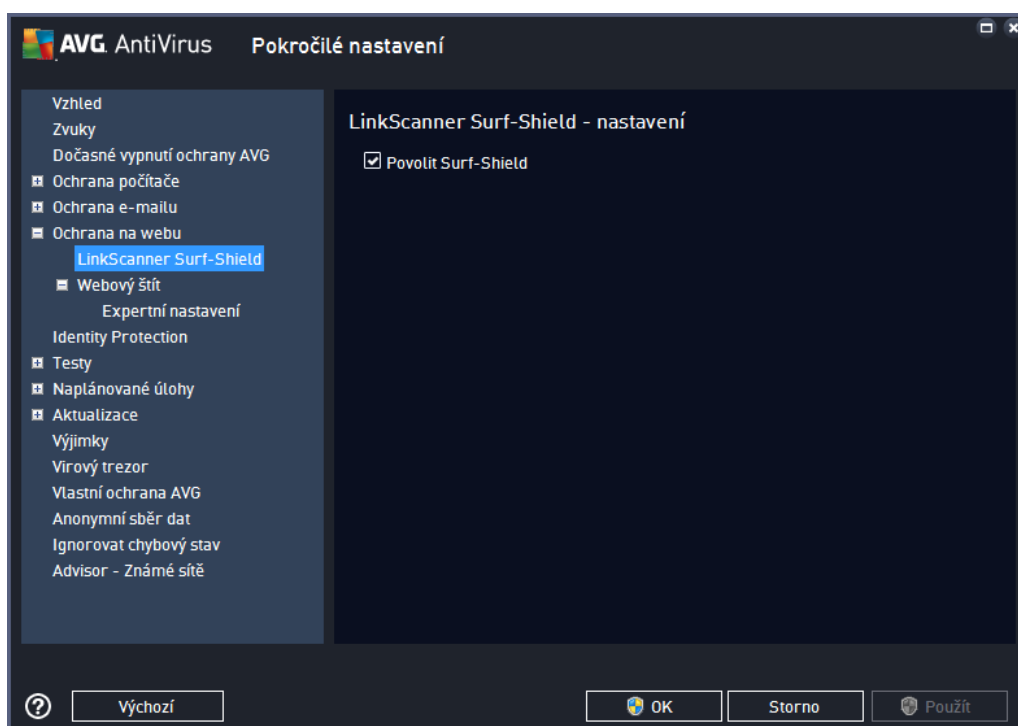 AVG. AntiVirus Pokročilé nastavení
Vzhled
Zvuky
Dočasné vypnutí ochrany AVG
Ochrana počítače
Ochrana e-mailu
Ochrana na webu
LinkScanner Surf-Shield
Webový štít
Expertní nastavení
Identity Protection
Testy
Naplánované úlohy
Aktualizace
Výjimky
Virový trezor
Vlastní ochrana AVG
Anonymní sběr dat
Ignorovat chybový stav
Advisor - Známé sítě
LinkScanner Surf-Shield - nastavení
Povolit Surf-Shield
Výchozí
OK
Storno
Použít